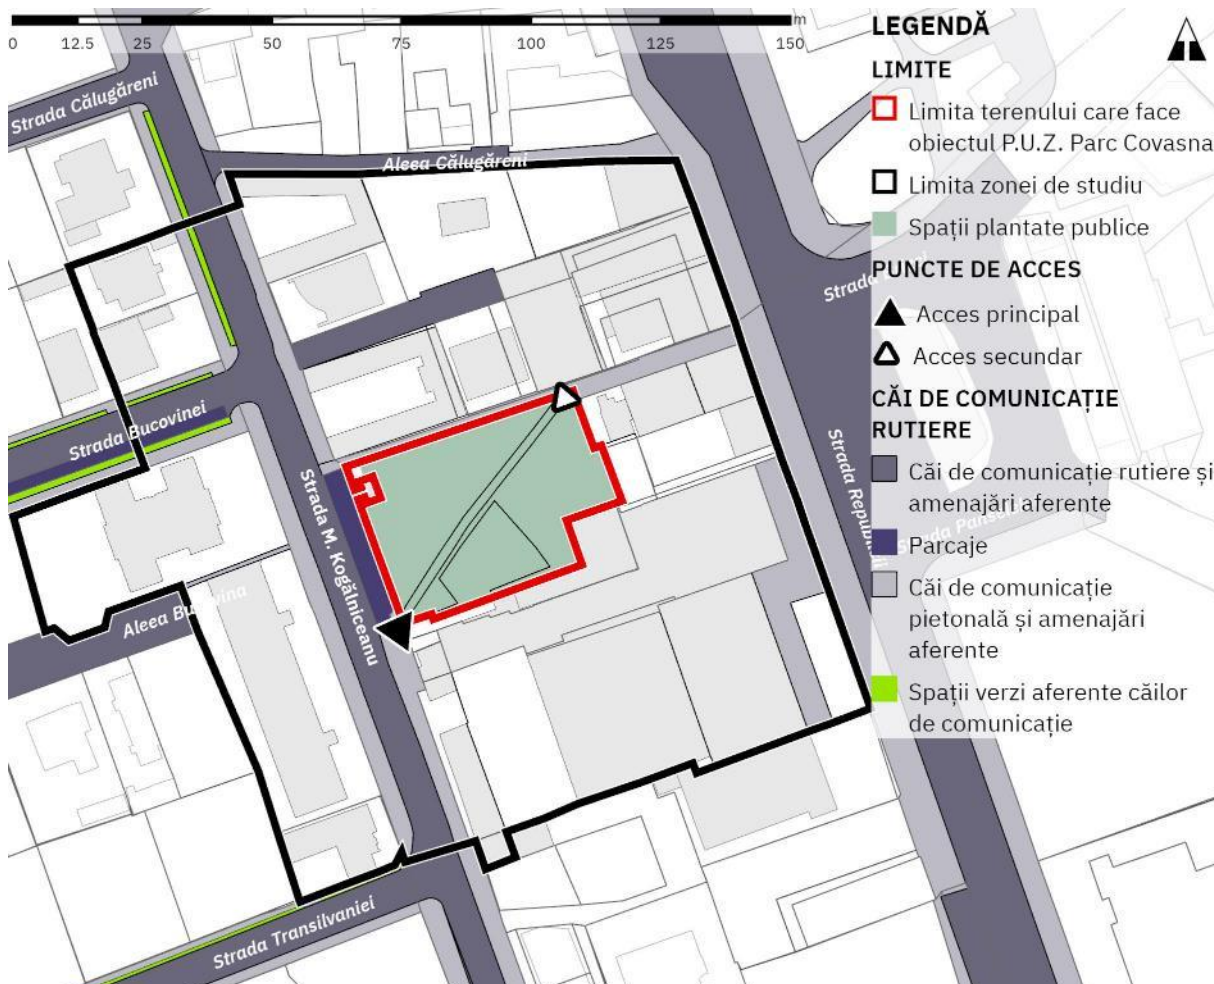 0 12.5 25 50 75 100 125 150 m
LEGENDĂ
LIMITE
Limita terenului care face
obiectul P.U.Z. Parc Covasna
Limita zonei de studiu
Spații plantate publice
PUNCTE DE ACCES
Acces principal
Acces secundar
CĂI DE COMUNICAȚIE
RUTIERE
Căi de comunicație rutiere și
amenajări aferente
Parcaje
Căi de comunicație
pietonală și amenajări
aferente
Spații verzi aferente căilor
de comunicație
Strada Călugăreni
Aleea Călugăreni
Strada
Strada Bucovinei
Strada M. Kogălniceanu
Strada Republicii
Strada
Aleea Bucovina
Strada Transilvaniei